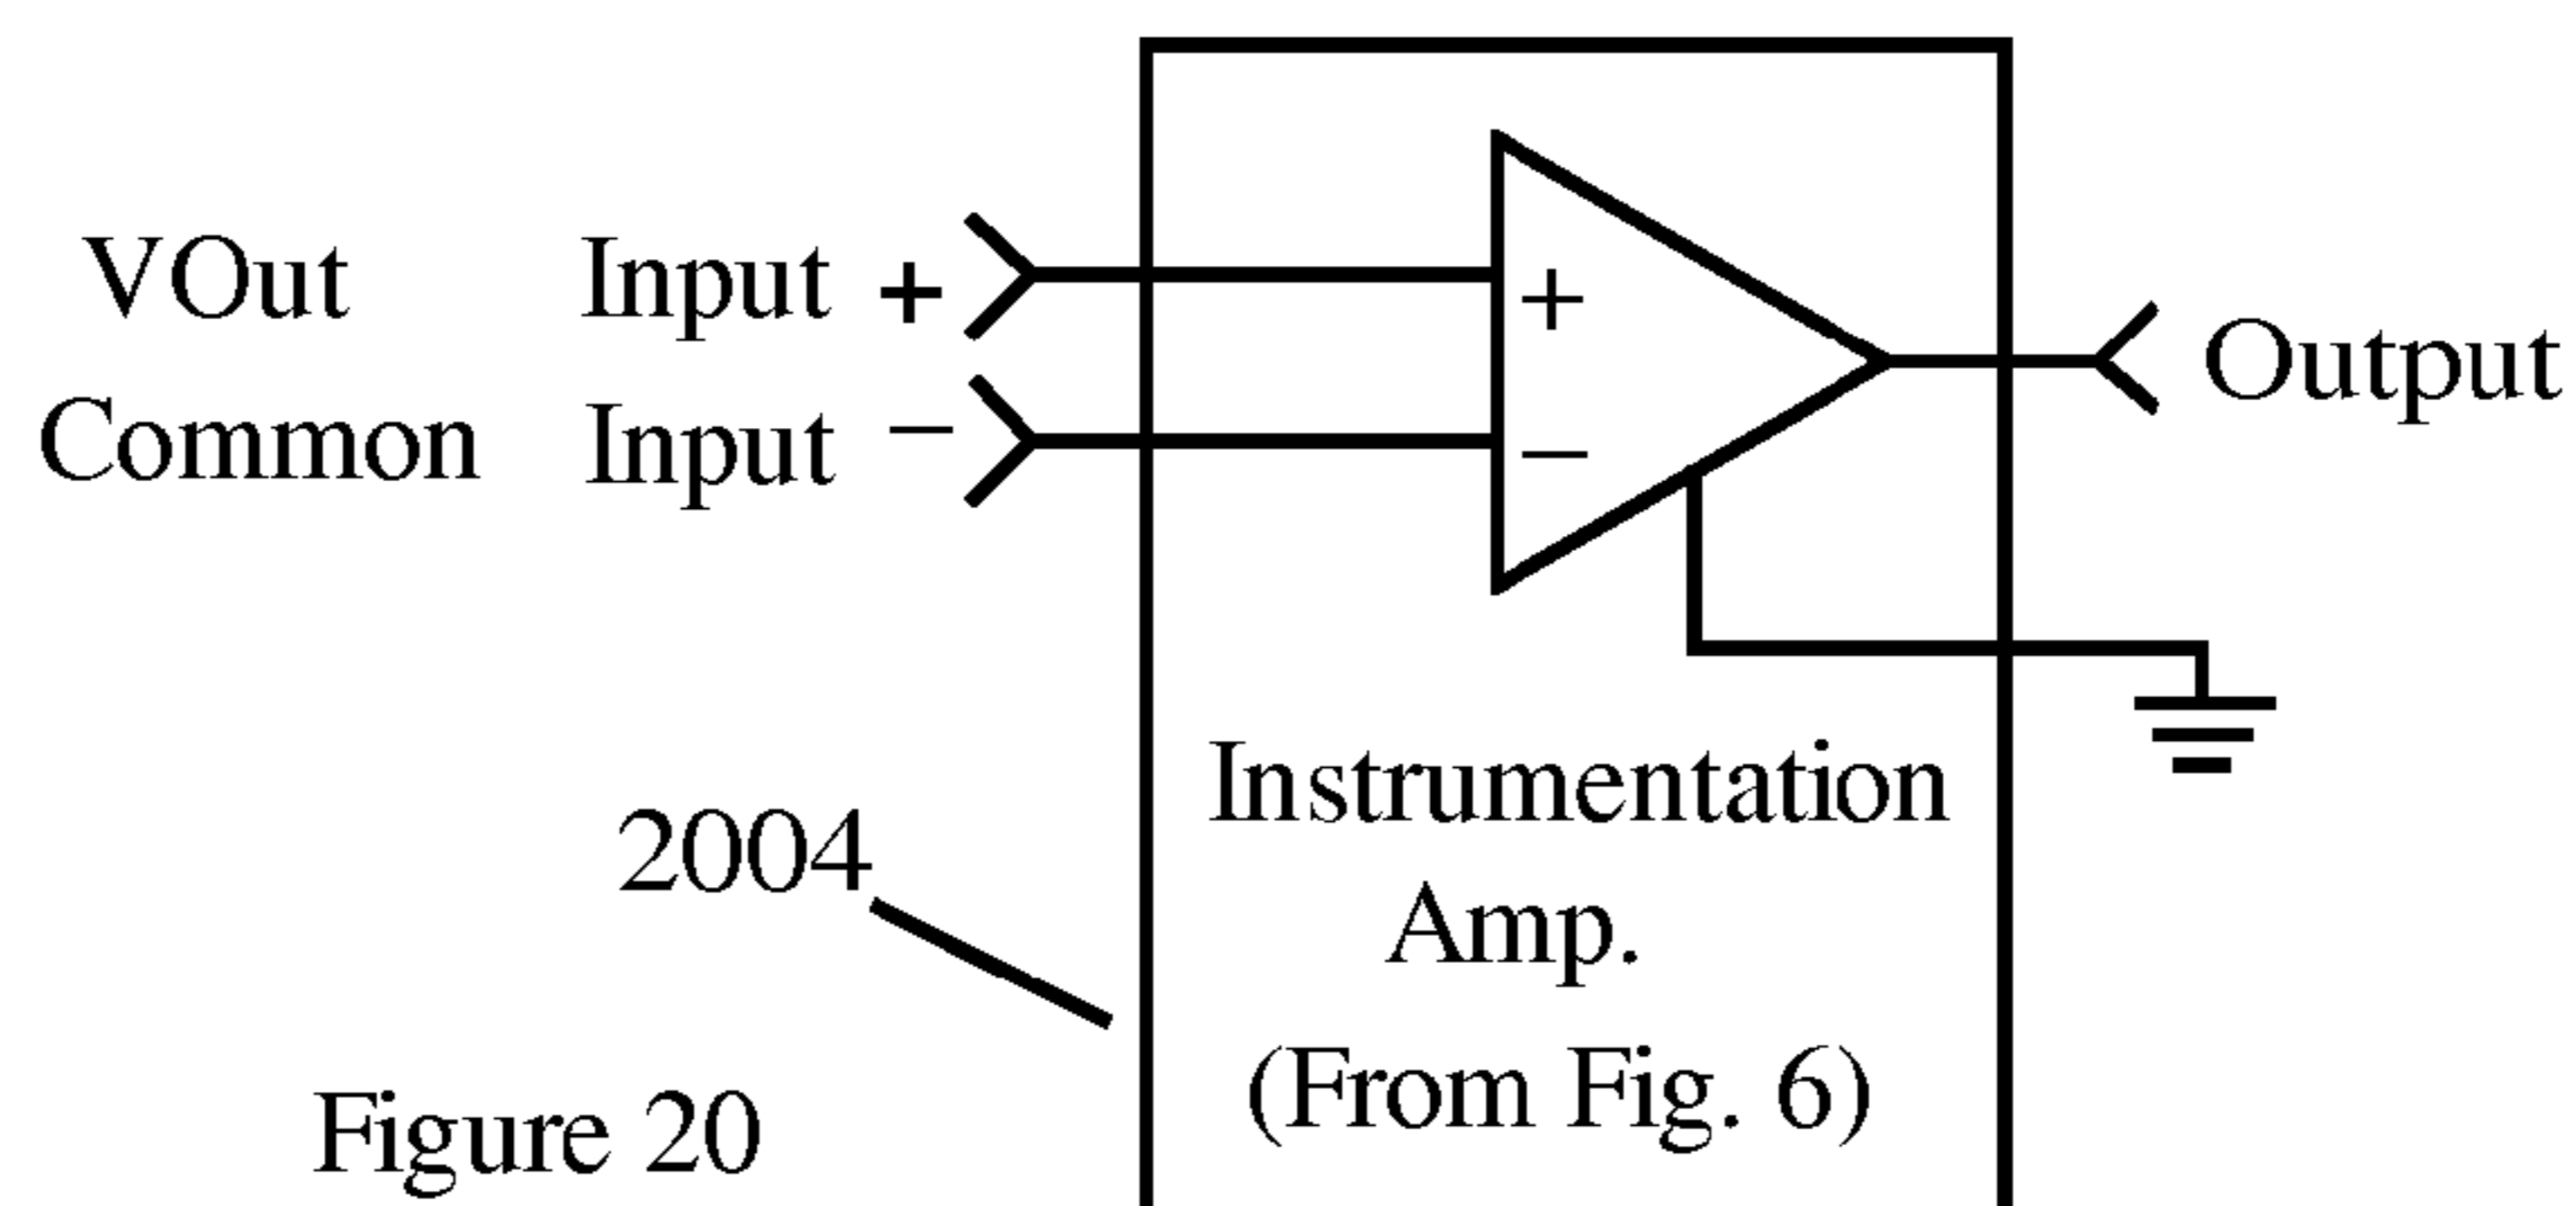 VOut Input +
Common Input −
+
−
Output
Instrumentation
Amp.
(From Fig. 6)
2004
Figure 20